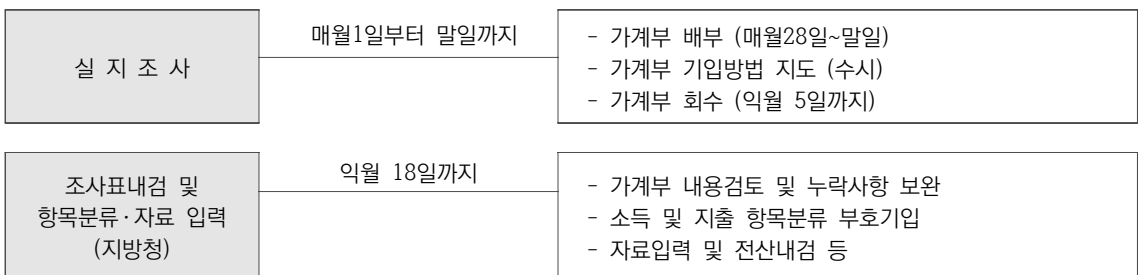 실 지 조 사
매월1일부터 말일까지
- 가계부 배부 (매월28일~말일)
- 가계부 기입방법 지도 (수시)
- 가계부 회수 (익월 5일까지)
조사표내검 및
항목분류·자료 입력
(지방청)
익월 18일까지
- 가계부 내용검토 및 누락사항 보완
- 소득 및 지출 항목분류 부호기입
- 자료입력 및 전산내검 등